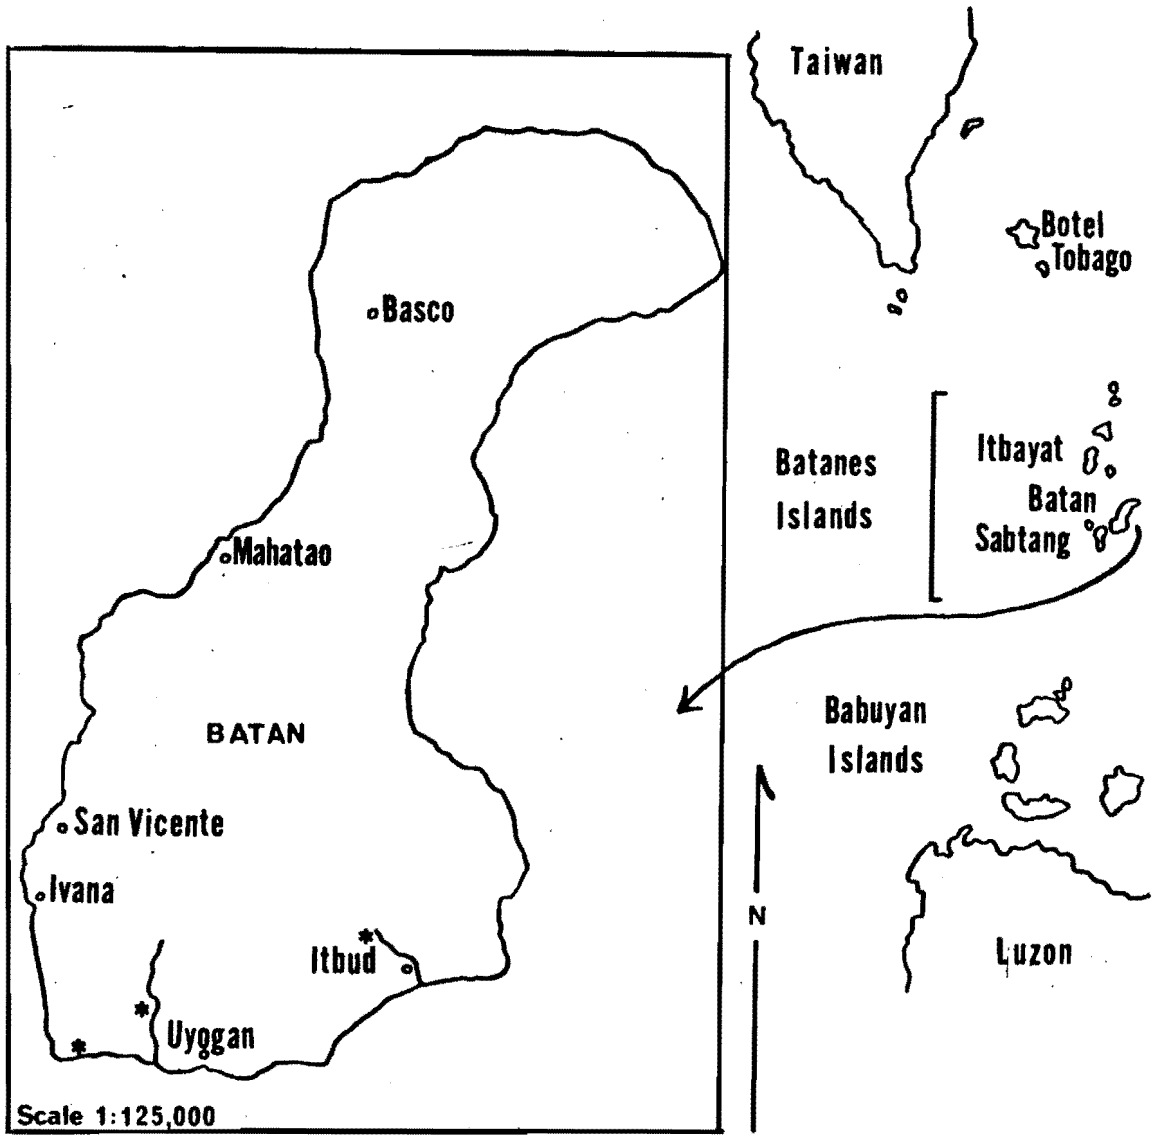 Taiwan
Botel
Tobago
Basco
Batanes
Islands
Itbayat
Batan
Sabtang
Mahatao
BATAN
Babuyan
Islands
San Vicente
Ivana
N
Luzon
Itbud
*
*
Uyogan
*
Scale 1:125,000